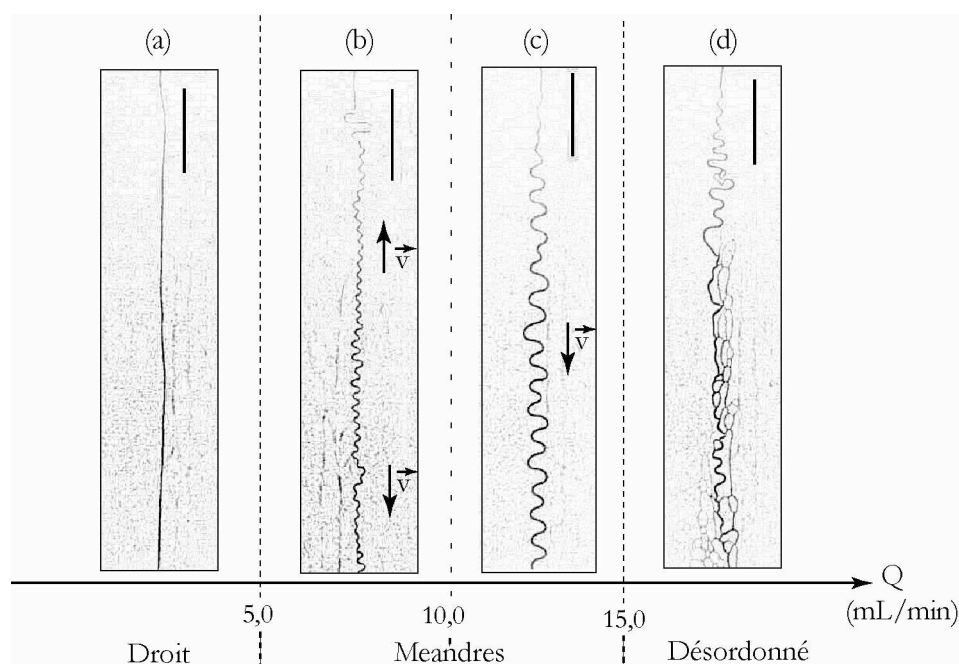 (a) (b) (c) (d)
v
v
v
Q
(mL/min)
5,0 10,0 15,0
Droit Meandres Désordonné